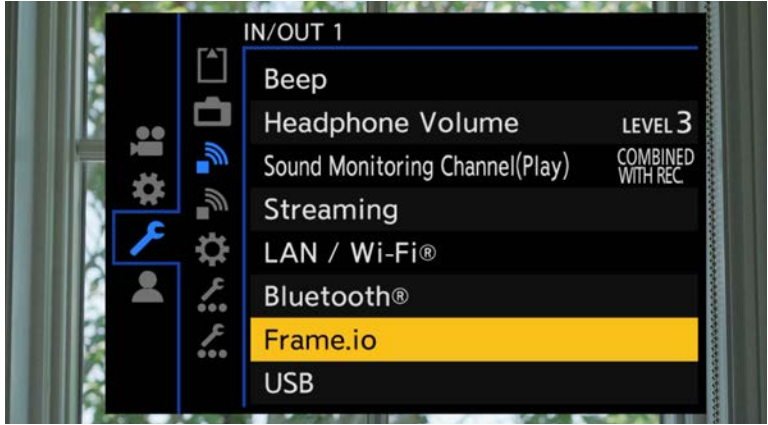 IN/OUT 1
Beep
Headphone Volume LEVEL 3
Sound Monitoring Channel(Play) COMBINED WITH REC.
Streaming
LAN / Wi-Fi®
Bluetooth®
Frame.io
USB